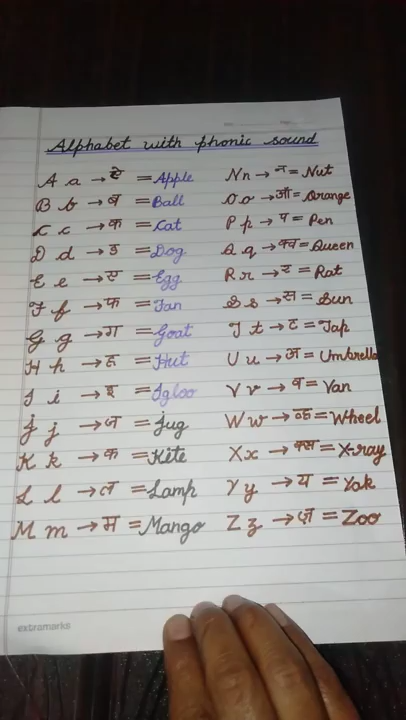 Alphabet with phonic sound
A a → ऐ = Apple
B b → ब = Ball
C c → क = Cat
D d → ड = Dog
E e → ए = Egg
F f → फ = Fan
G g → ग = Goat
H h → ह = Hut
I i → इ = Igloo
J j → ज = Jug
K k → क = Kite
L l → ल = Lamp
M m → म = Mango
N n → न = Nut
O o → ऑ = Orange
P p → प = Pen
Q q → क्व = Queen
R r → र = Rat
S s → स = Sun
T t → ट = Tap
U u → अ = Umbrella
V v → व = Van
W w → व्ह = Wheel
X x → क्स = X-ray
Y y → य = Yak
Z z → ज़ = Zoo
extramarks